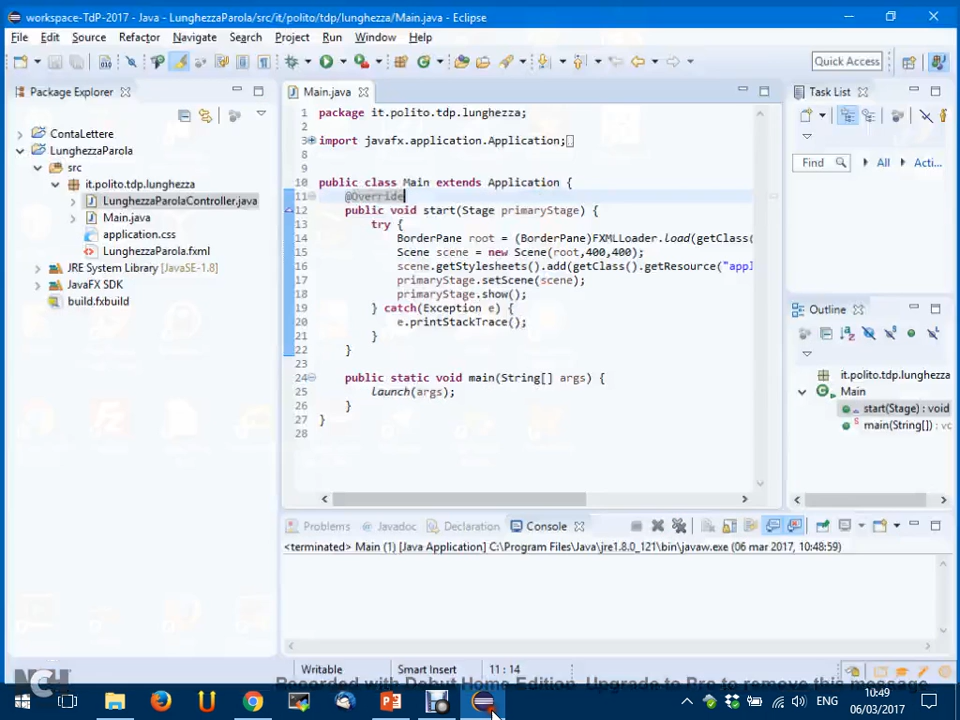 workspace-TdP-2017 - Java - LunghezzaParola/src/it/polito/tdp/lunghezza/Main.java - Eclipse
File Edit Source Refactor Navigate Search Project Run Window Help
Quick Access
Package Explorer
Main.java
Task List
ContaLettere
LunghezzaParola
src
it.polito.tdp.lunghezza
LunghezzaParolaController.java
Main.java
application.css
LunghezzaParola.fxml
JRE System Library [JavaSE-1.8]
JavaFX SDK
build.fxbuild
1 package it.polito.tdp.lunghezza;
2
3 import javafx.application.Application;
9
10 public class Main extends Application {
11 @Override
12 public void start(Stage primaryStage) {
13 try {
14 BorderPane root = (BorderPane)FXMLLoader.load(getClass(
15 Scene scene = new Scene(root,400,400);
16 scene.getStylesheets().add(getClass().getResource("appl
17 primaryStage.setScene(scene);
18 primaryStage.show();
19 } catch(Exception e) {
20 e.printStackTrace();
21 }
22 }
23
24 public static void main(String[] args) {
25 launch(args);
26 }
27 }
28
Find All Acti...
Outline
it.polito.tdp.lunghezza
Main
start(Stage) : void
main(String[]) : vo
Problems Javadoc Declaration Console
<terminated> Main (1) [Java Application] C:\Program Files\Java\jre1.8.0_121\bin\javaw.exe (06 mar 2017, 10:48:59)
Writable Smart Insert 11 : 14
NCH
Recorded with Debut Home Edition. Upgrade to Pro to remove this message.
ENG
10:49
06/03/2017